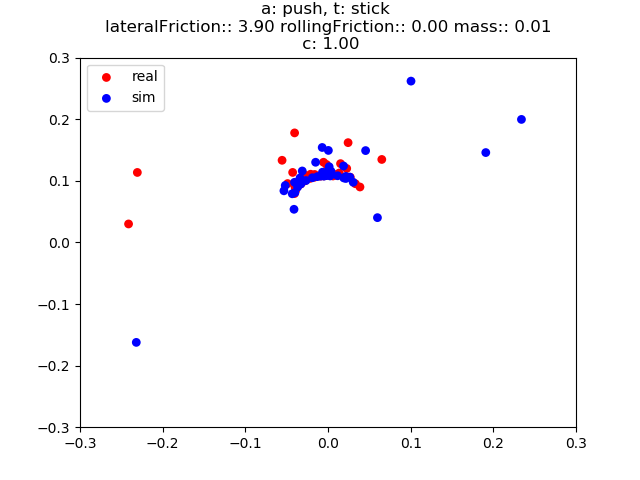 a: push, t: stick
lateralFriction:: 3.90 rollingFriction:: 0.00 mass:: 0.01
c: 1.00
real
sim
0.3
0.2
0.1
0.0
−0.1
−0.2
−0.3
−0.3
−0.2
−0.1
0.0
0.1
0.2
0.3